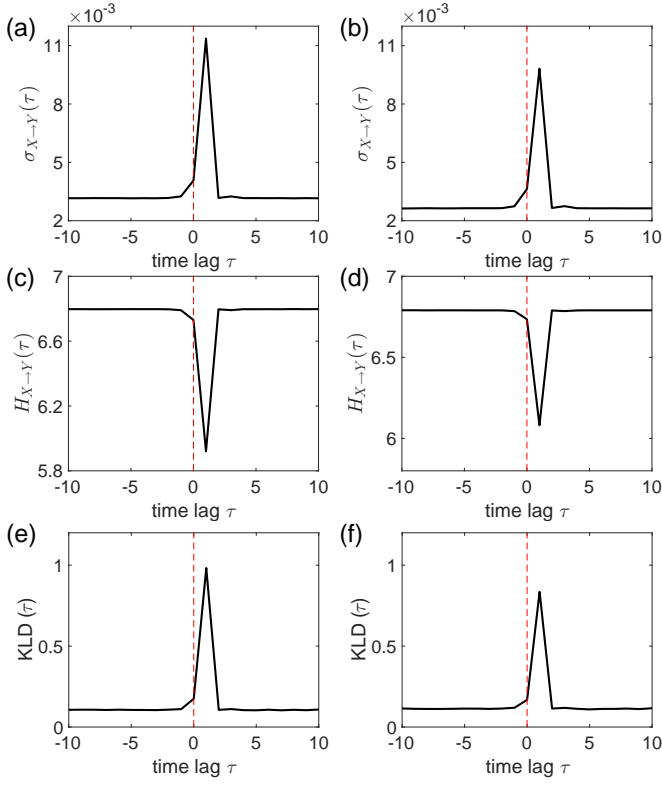 (a)
×10⁻³
11
8
5
2
σ_{X→Y}(τ)
-10 -5 0 5 10
time lag τ
(b)
×10⁻³
11
8
5
2
σ_{X→Y}(τ)
-10 -5 0 5 10
time lag τ
(c)
7
6.6
6.2
5.8
H_{X→Y}(τ)
-10 -5 0 5 10
time lag τ
(d)
7
6.5
6
H_{X→Y}(τ)
-10 -5 0 5 10
time lag τ
(e)
1
0.5
0
KLD (τ)
-10 -5 0 5 10
time lag τ
(f)
1
0.5
0
KLD (τ)
-10 -5 0 5 10
time lag τ